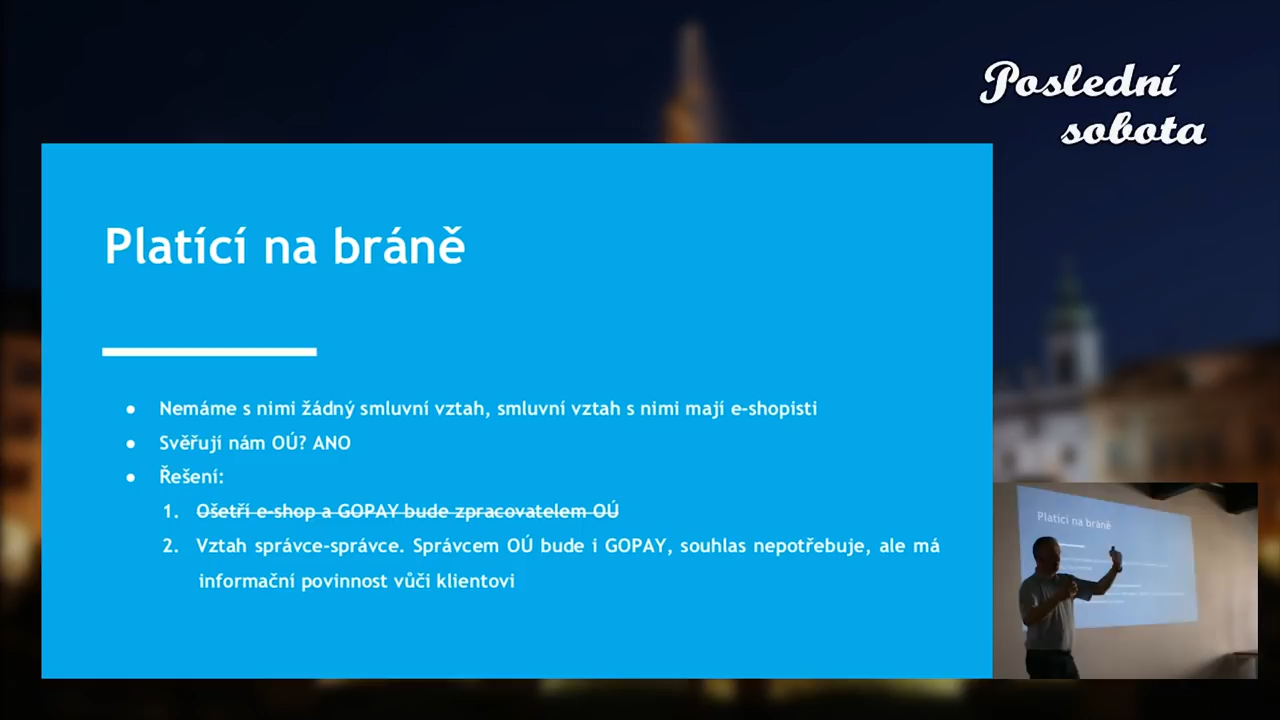 Poslední
sobota
Platící na bráně
● Nemáme s nimi žádný smluvní vztah, smluvní vztah s nimi mají e-shopisti
● Svěřují nám OÚ? ANO
● Řešení:
1. Ošetří e-shop a GOPAY bude zpracovatelem OÚ
2. Vztah správce-správce. Správcem OÚ bude i GOPAY, souhlas nepotřebuje, ale má
informační povinnost vůči klientovi
Platící na bráně